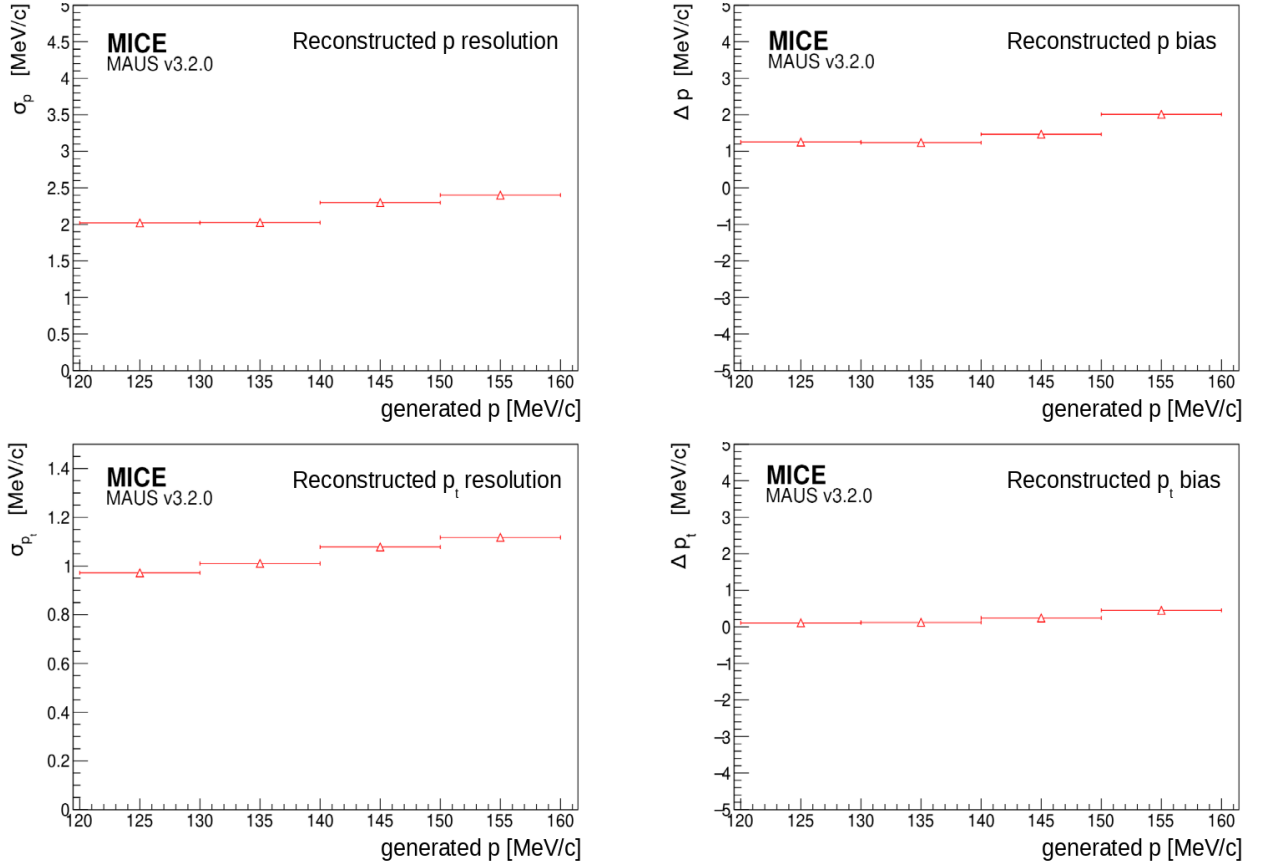 σp [MeV/c]
5
4.5
4
3.5
3
2.5
2
1.5
1
0.5
0
MICE
MAUS v3.2.0
Reconstructed p resolution
120 125 130 135 140 145 150 155 160
generated p [MeV/c]
Δ p [MeV/c]
5
4
3
2
1
0
−1
−2
−3
−4
−5
MICE
MAUS v3.2.0
Reconstructed p bias
120 125 130 135 140 145 150 155 160
generated p [MeV/c]
σpt [MeV/c]
1.4
1.2
1
0.8
0.6
0.4
0.2
0
MICE
MAUS v3.2.0
Reconstructed pt resolution
120 125 130 135 140 145 150 155 160
generated p [MeV/c]
Δ pt [MeV/c]
5
4
3
2
1
0
−1
−2
−3
−4
−5
MICE
MAUS v3.2.0
Reconstructed pt bias
120 125 130 135 140 145 150 155 160
generated p [MeV/c]